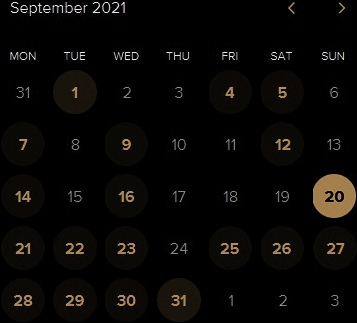 September 2021
MON TUE WED THU FRI SAT SUN
31 1 2 3 4 5 6
7 8 9 10 11 12 13
14 15 16 17 18 19 20
21 22 23 24 25 26 27
28 29 30 31 1 2 3